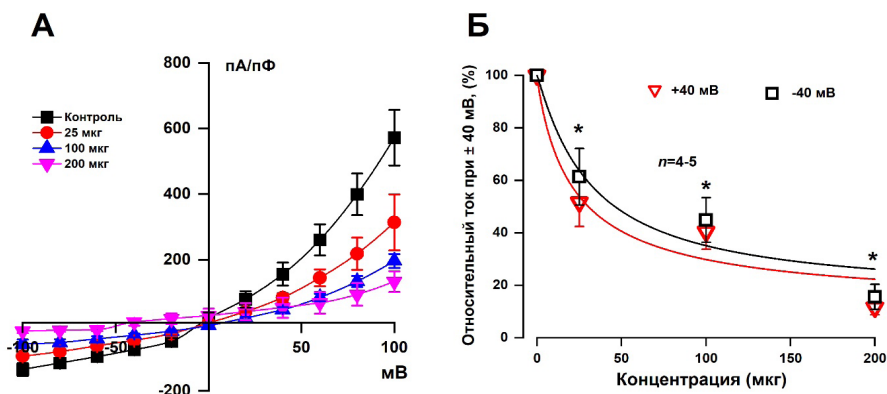 А
пА/пФ
800
600
400
200
-200
-100
-50
50
100
мВ
Контроль
25 мкг
100 мкг
200 мкг
Б
Относительный ток при ± 40 мВ, (%)
100
80
60
40
20
0
+40 мВ
-40 мВ
n=4-5
*
*
*
0
50
100
150
200
Концентрация (мкг)